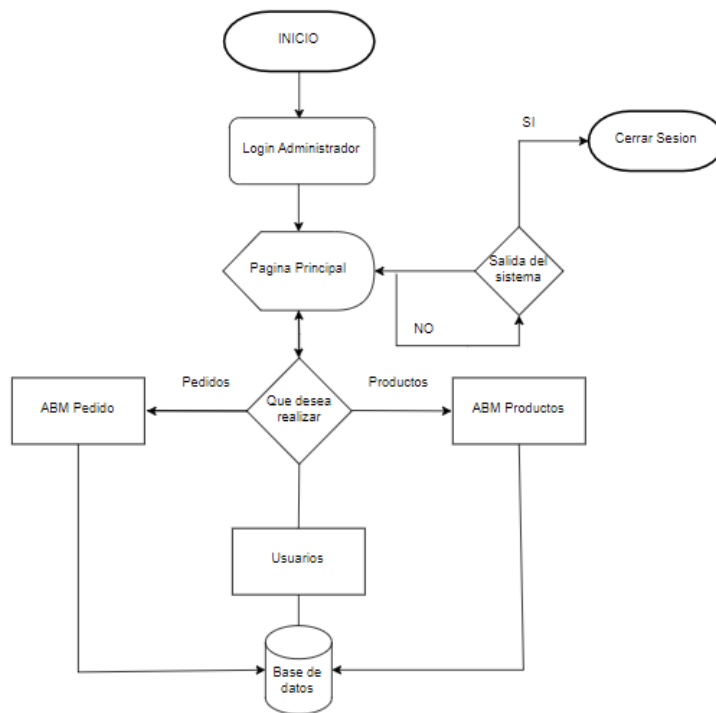 INICIO
Login Administrador
SI
Cerrar Sesion
Pagina Principal
Salida del
sistema
NO
Pedidos
Productos
ABM Pedido
Que desea
realizar
ABM Productos
Usuarios
Base de
datos